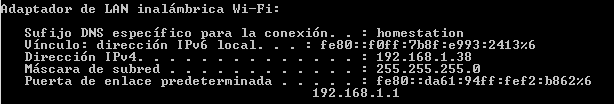 Adaptador de LAN inalámbrica Wi-Fi:
Sufijo DNS específico para la conexión. . : homestation
Vínculo: dirección IPv6 local. . . : fe80::f0ff:7b8f:e993:2413%6
Dirección IPv4. . . . . . . . . . . . . . : 192.168.1.38
Máscara de subred . . . . . . . . . . . . : 255.255.255.0
Puerta de enlace predeterminada . . . . . : fe80::da61:94ff:fef2:b862%6
192.168.1.1